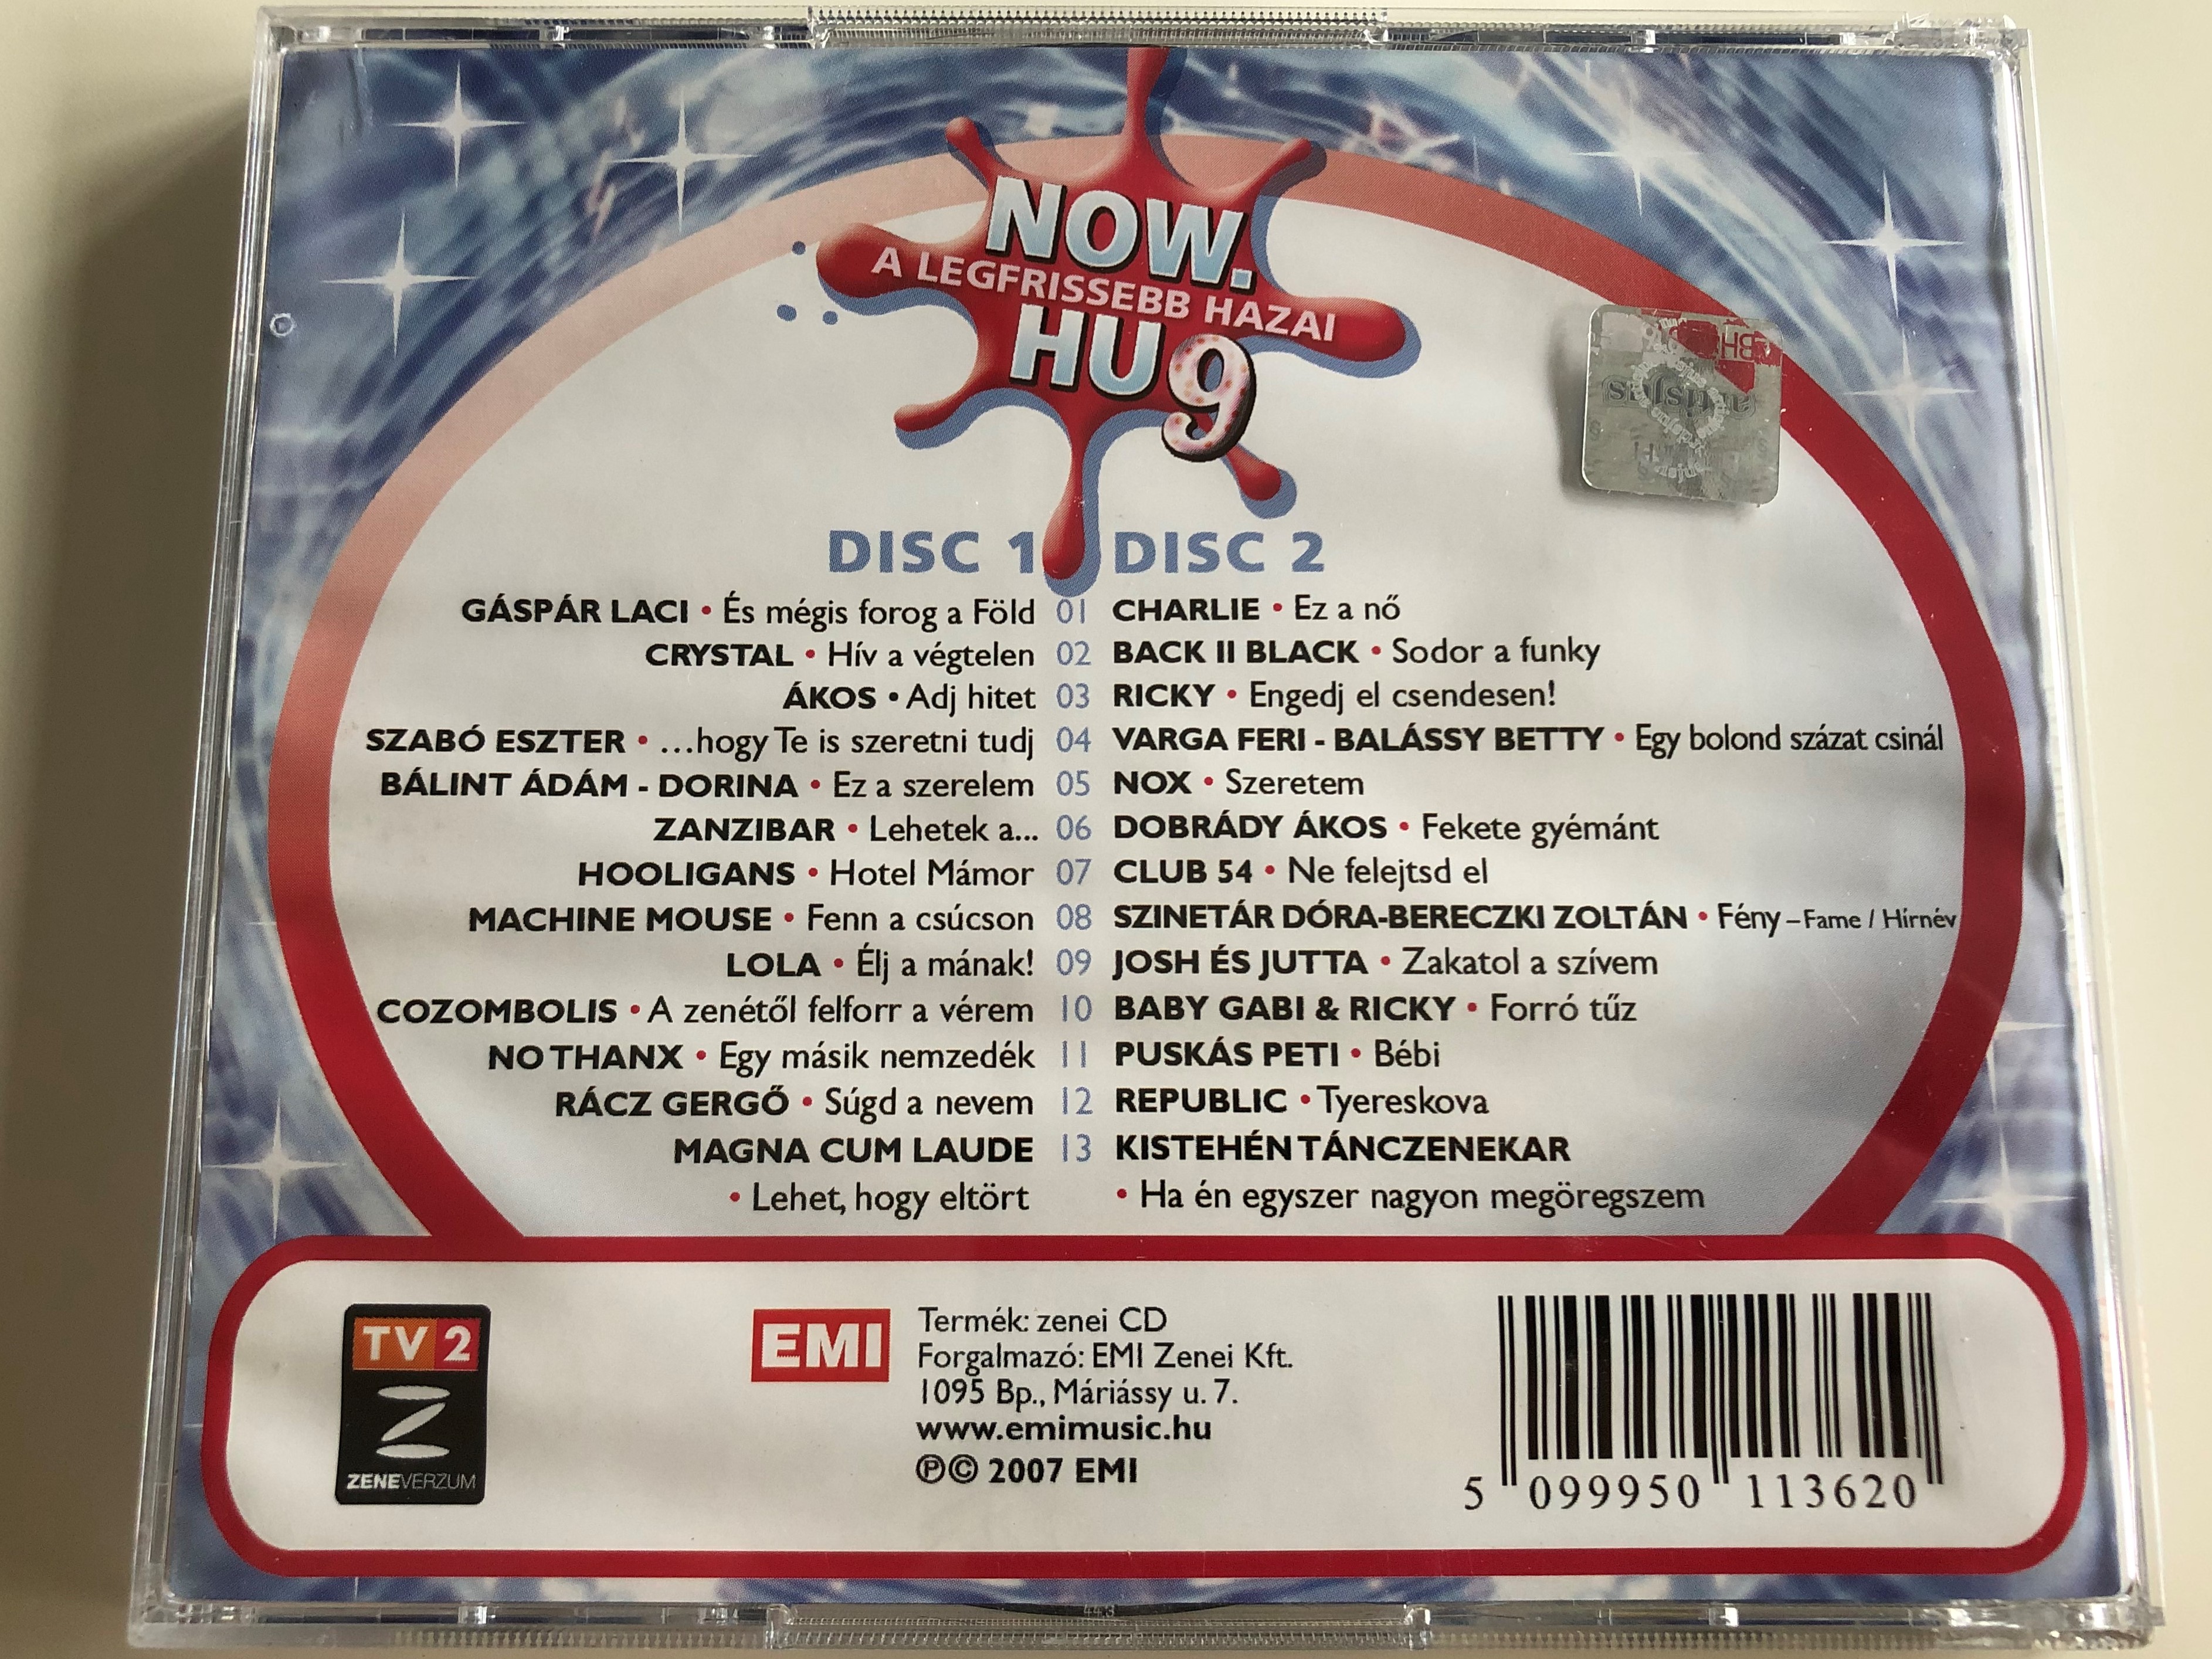 NOW.
A LEGFRISSEBB HAZAI
HU 9
DISC 1
GÁSPÁR LACI • És mégis forog a Föld 01
CRYSTAL • Hív a végtelen 02
ÁKOS • Adj hitet 03
SZABÓ ESZTER • ...hogy Te is szeretni tudj 04
BÁLINT ÁDÁM - DORINA • Ez a szerelem 05
ZANZIBAR • Lehetek a... 06
HOOLIGANS • Hotel Mámor 07
MACHINE MOUSE • Fenn a csúcson 08
LOLA • Élj a mának! 09
COZOMBOLIS • A zenétől felforr a vérem 10
NO THANX • Egy másik nemzedék 11
RÁCZ GERGŐ • Súgd a nevem 12
MAGNA CUM LAUDE 13
• Lehet, hogy eltört
DISC 2
CHARLIE • Ez a nő
BACK II BLACK • Sodor a funky
RICKY • Engedj el csendesen!
VARGA FERI - BALÁSSY BETTY • Egy bolond százat csinál
NOX • Szeretem
DOBRÁDY ÁKOS • Fekete gyémánt
CLUB 54 • Ne felejtsd el
SZINETÁR DÓRA-BERECZKI ZOLTÁN • Fény – Fame / Hírnév
JOSH ÉS JUTTA • Zakatol a szívem
BABY GABI & RICKY • Forró tűz
PUSKÁS PETI • Bébi
REPUBLIC • Tyereskova
KISTEHÉN TÁNCZENEKAR
• Ha én egyszer nagyon megöregszem
TV2
ZENEVERZUM
EMI
Termék: zenei CD
Forgalmazó: EMI Zenei Kft.
1095 Bp., Máriássy u. 7.
www.emimusic.hu
℗© 2007 EMI
5 099950 113620